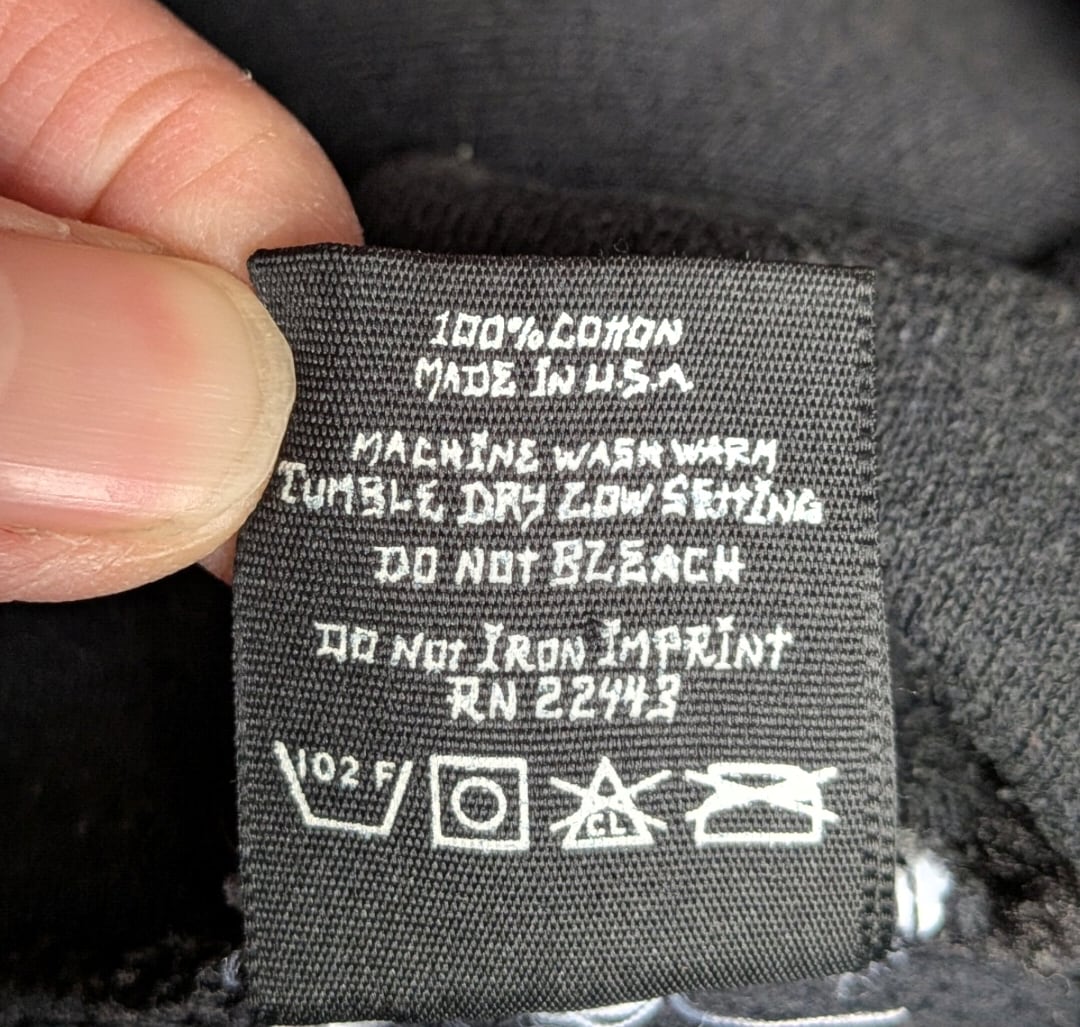 100% COTTON
MADE IN U.S.A
MACHINE WASH WARM
TUMBLE DRY LOW SETTING
DO NOT BLEACH
DO NOT IRON IMPRINT
RN 22443
102 F CL